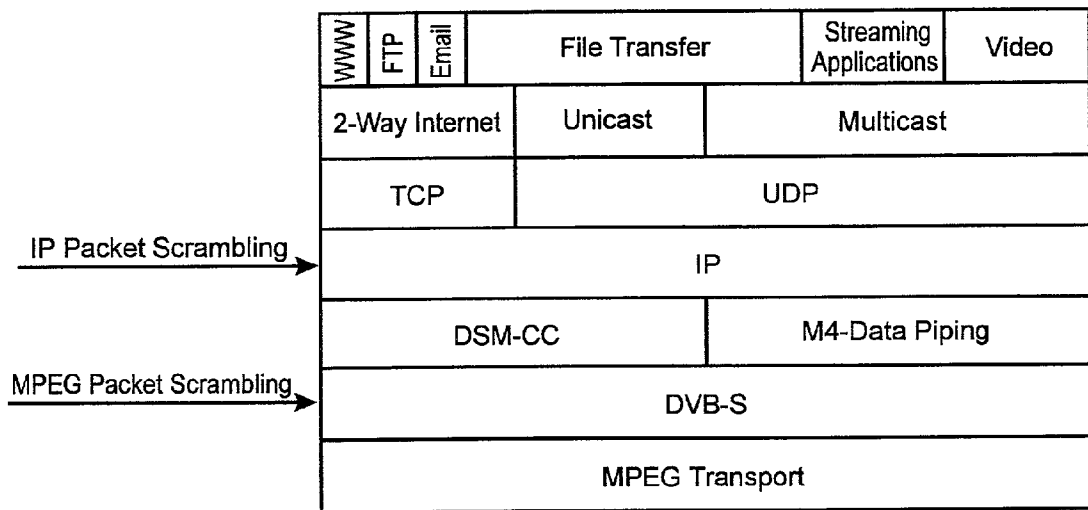 WWW
FTP
Email
File Transfer
Streaming
Applications
Video
2-Way Internet
Unicast
Multicast
TCP
UDP
IP Packet Scrambling
IP
DSM-CC
M4-Data Piping
MPEG Packet Scrambling
DVB-S
MPEG Transport